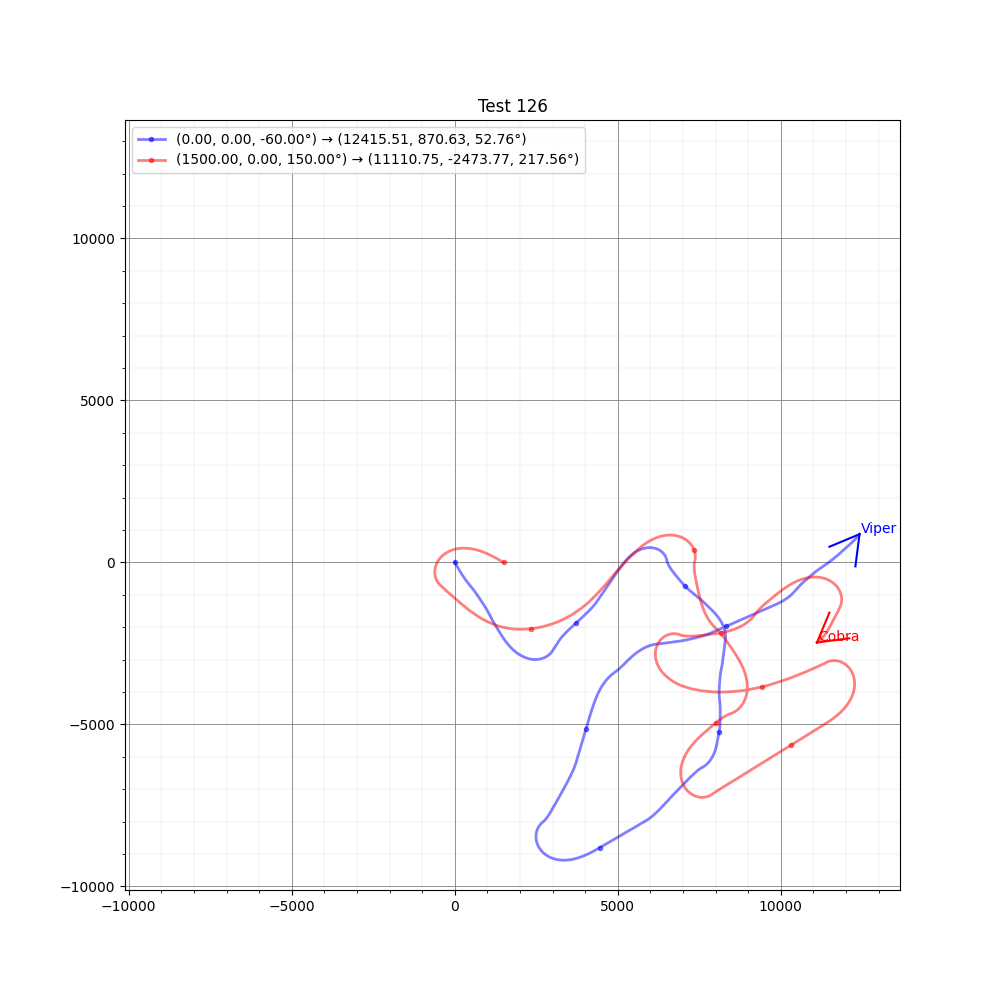 Test 126
(0.00, 0.00, -60.00°) → (12415.51, 870.63, 52.76°)
(1500.00, 0.00, 150.00°) → (11110.75, -2473.77, 217.56°)
10000
5000
0
−5000
−10000
Viper
Cobra
−10000 −5000 0 5000 10000